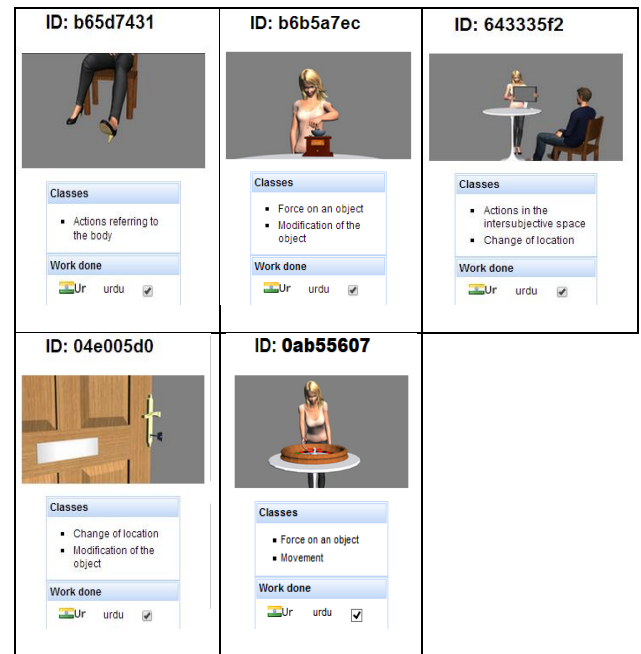 ID: b65d7431
Classes
Actions referring to
the body
Work done
Ur urdu
ID: b6b5a7ec
Classes
Force on an object
Modification of the
object
Work done
Ur urdu
ID: 643335f2
Classes
Actions in the
intersubjective space
Change of location
Work done
Ur urdu
ID: 04e005d0
Classes
Change of location
Modification of the
object
Work done
Ur urdu
ID: 0ab55607
Classes
Force on an object
Movement
Work done
Ur urdu